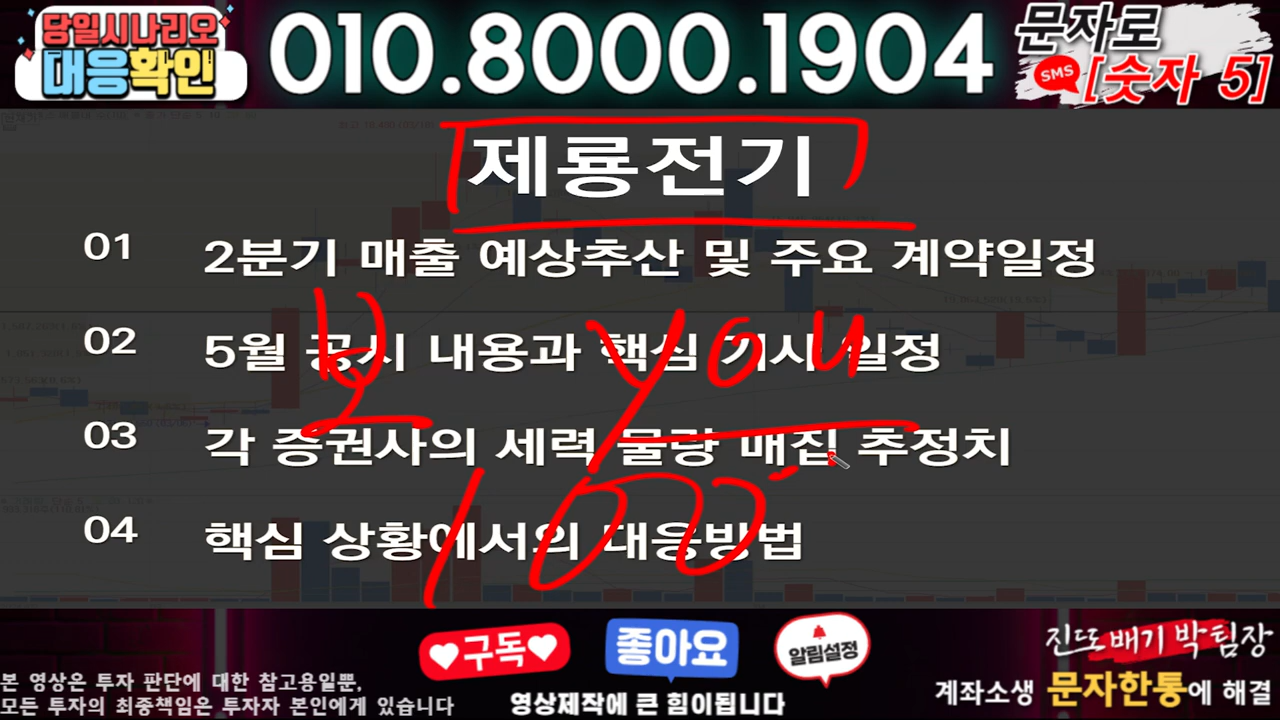 당일시나리오
대응확인
010.8000.1904
문자로
SMS [숫자 5]
제룡전기
01 2분기 매출 예상추산 및 주요 계약일정
02 5월 공시 내용과 핵심 기사 일정
03 각 증권사의 세력 물량 매집 추정치
04 핵심 상황에서의 대응방법
you
100
구독
좋아요
알림설정
영상제작에 큰 힘이됩니다
본 영상은 투자 판단에 대한 참고용일뿐,
모든 투자의 최종책임은 투자자 본인에게 있습니다
진또배기 박팀장
계좌소생 문자한통에 해결